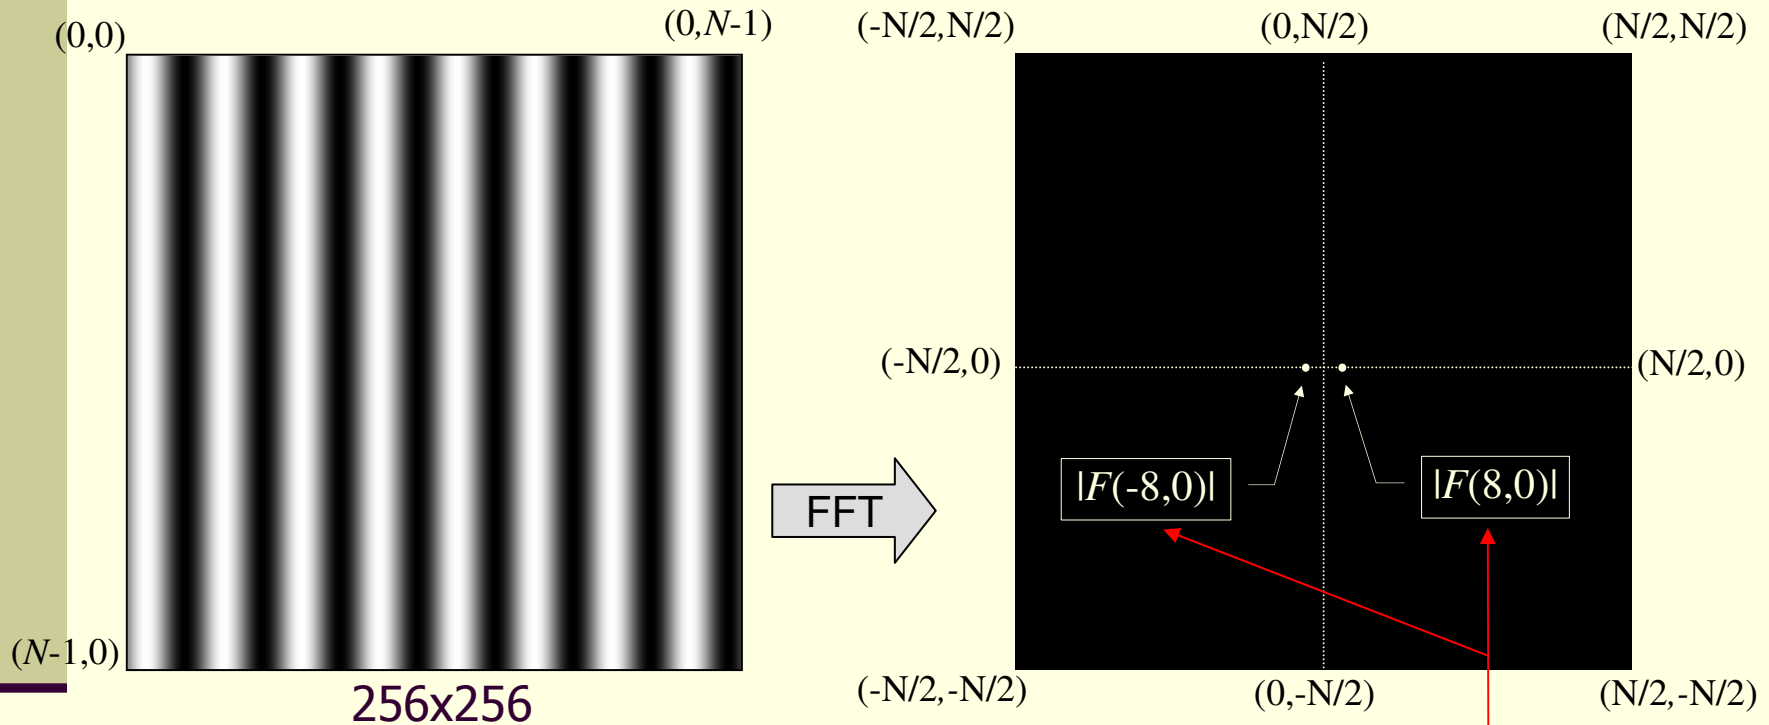 (0,0)
(0,N-1)
(-N/2,N/2)
(0,N/2)
(N/2,N/2)
(-N/2,0)
(N/2,0)
|F(-8,0)|
|F(8,0)|
FFT
(N-1,0)
256x256
(-N/2,-N/2)
(0,-N/2)
(N/2,-N/2)